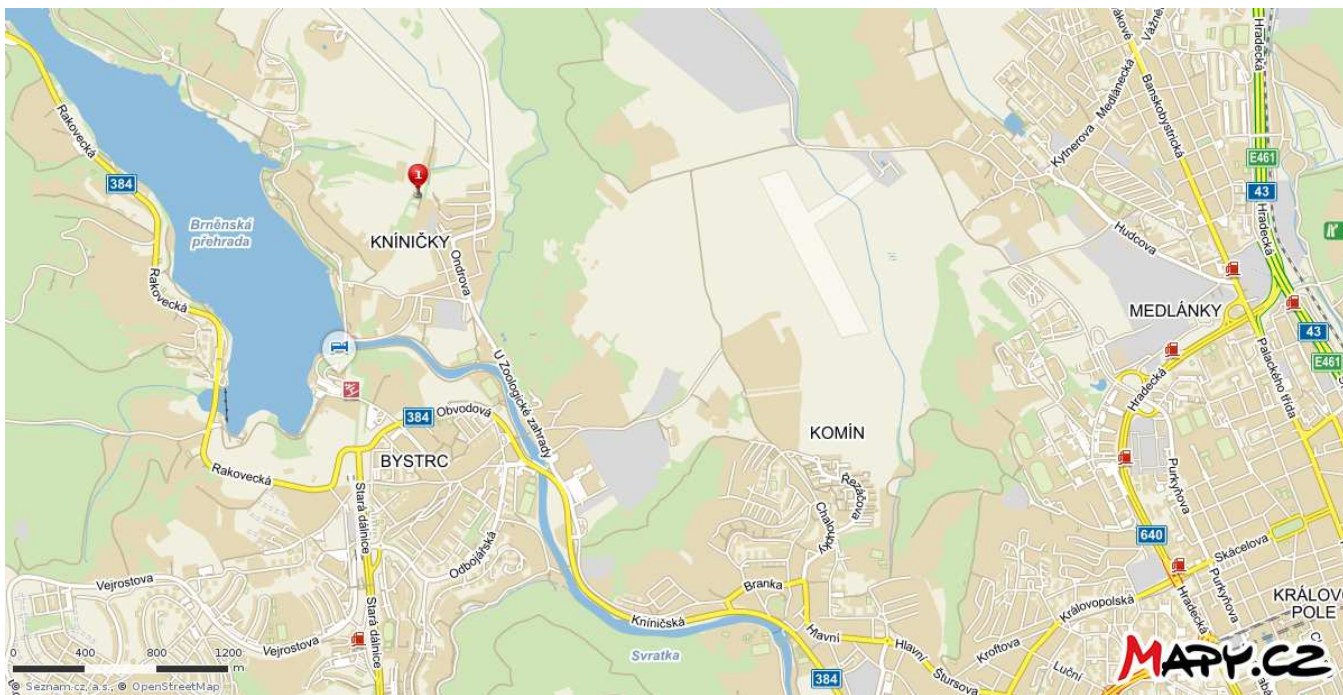 Rakovecká
384
Brněnská
přehrada
Rakovecká
KNÍNIČKY
Ondrova
U Zoologické zahrady
384
Obvodová
BYSTRC
Rakovecká
Stará dálnice
Odbojářská
Vejrostova
Vejrostova
Stará dálnice
Kníničská
Svratka
Branka
Hlavní
Hlavní
384
Štursova
KOMÍN
Řezáčova
Chaloupky
Kroftova
Luční
Královopolská
Skácelova
Hradecká
Purkyňova
Purkyňova
640
KRÁLOVO
POLE
Hradecká
Palackého třída
MEDLÁNKY
Hudcova
Kytnerova
Medlánecká
Vážné
Banskobystrická
Hradecká
E461
43
Hradecká
43
E461
0 400 800 1200
m
© Seznam.cz, a.s., © OpenStreetMap
MAPY.CZ